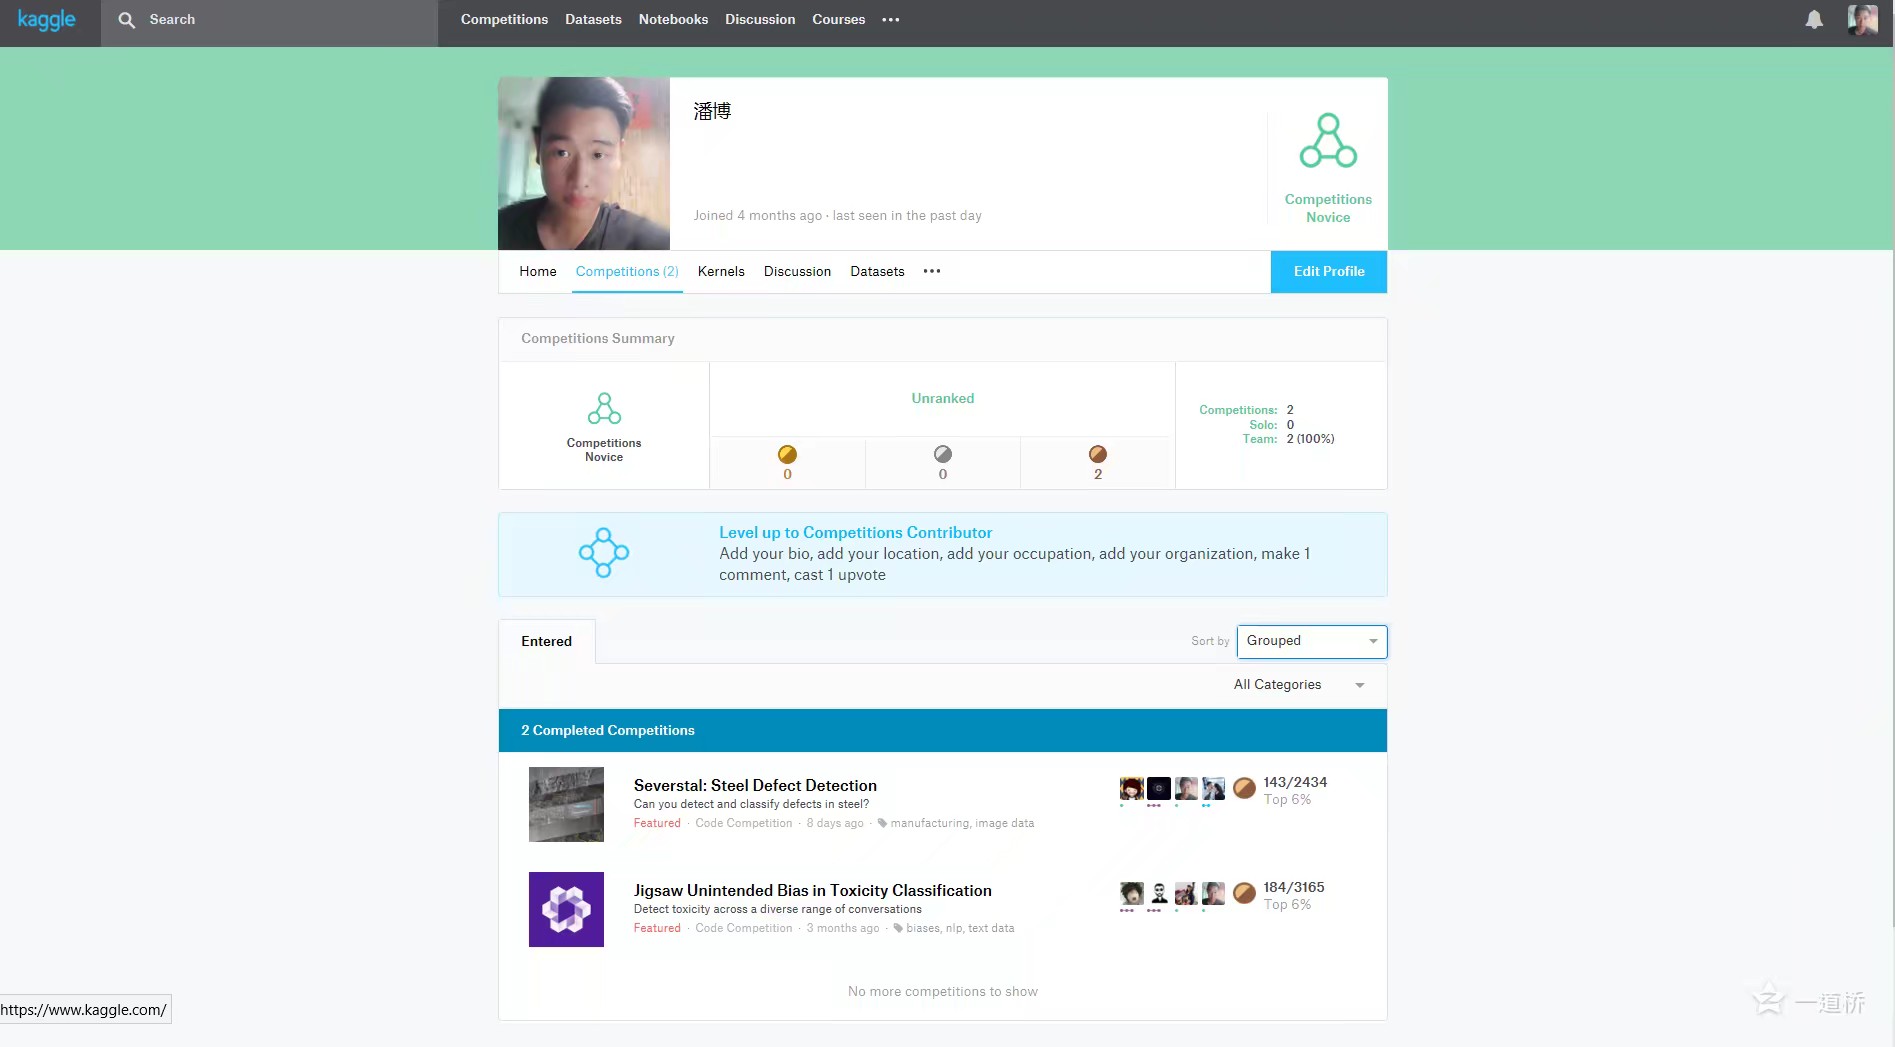 kaggle
Search
Competitions Datasets Notebooks Discussion Courses •••
潘博
Joined 4 months ago · last seen in the past day
Competitions
Novice
Home Competitions (2) Kernels Discussion Datasets •••
Edit Profile
Competitions Summary
Competitions
Novice
Unranked
0
0
2
Competitions: 2
Solo: 0
Team: 2 (100%)
Level up to Competitions Contributor
Add your bio, add your location, add your occupation, add your organization, make 1
comment, cast 1 upvote
Entered
Sort by Grouped
All Categories
2 Completed Competitions
Severstal: Steel Defect Detection
Can you detect and classify defects in steel?
Featured · Code Competition · 8 days ago · manufacturing, image data
143/2434
Top 6%
Jigsaw Unintended Bias in Toxicity Classification
Detect toxicity across a diverse range of conversations
Featured · Code Competition · 3 months ago · biases, nlp, text data
184/3165
Top 6%
No more competitions to show
https://www.kaggle.com/
一道桥